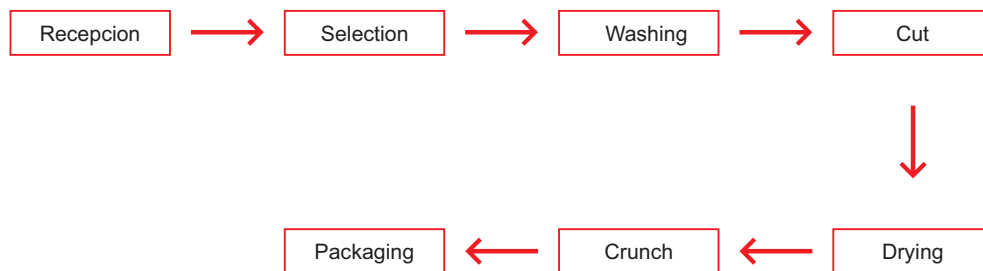 Recepcion
Selection
Washing
Cut
Drying
Crunch
Packaging